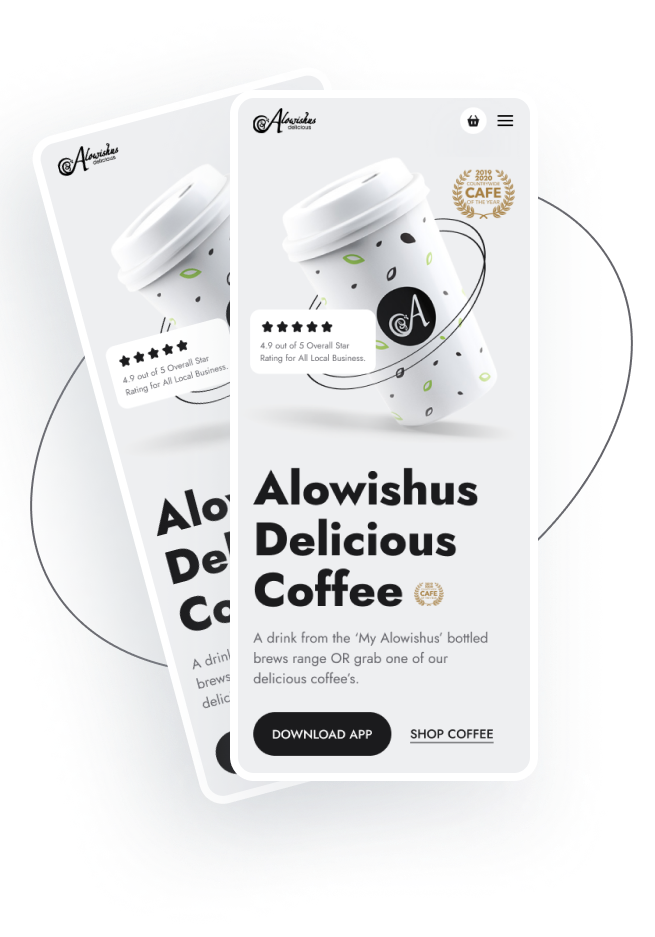 Alowishus
delicious
2019
2020
COUNTRYWIDE
CAFE
OF THE YEAR
A
4.9 out of 5 Overall Star
Rating for All Local Business.
Alowishus
Delicious
Coffee
CAFE
A drink from the ‘My Alowishus’ bottled
brews range OR grab one of our
delicious coffee’s.
DOWNLOAD APP
SHOP COFFEE
Alowishus
delicious
4.9 out of 5 Overall Star
Rating for All Local Business.
Alo
De
Co
A drin
brews
delic